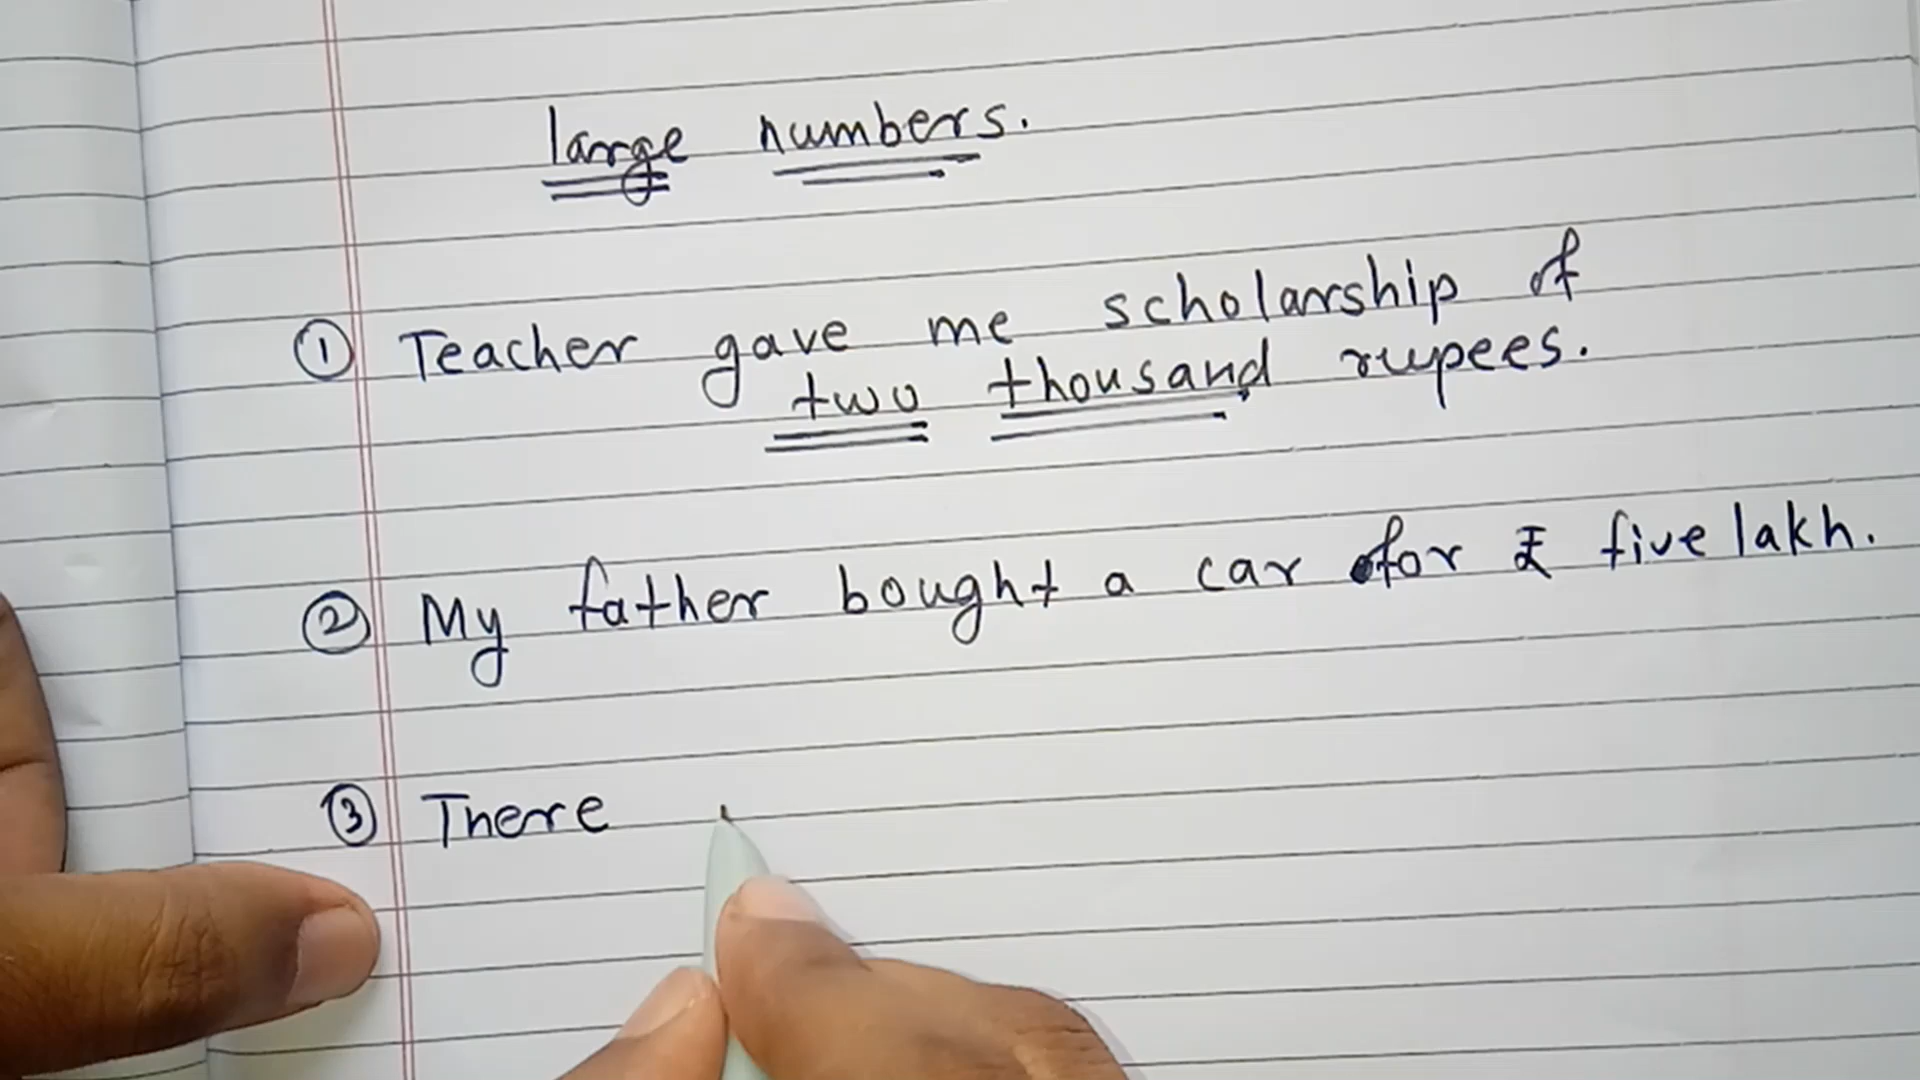 large numbers.
① Teacher gave me scholarship of
two thousand rupees.
② My father bought a car for ₹ five lakh.
③ There